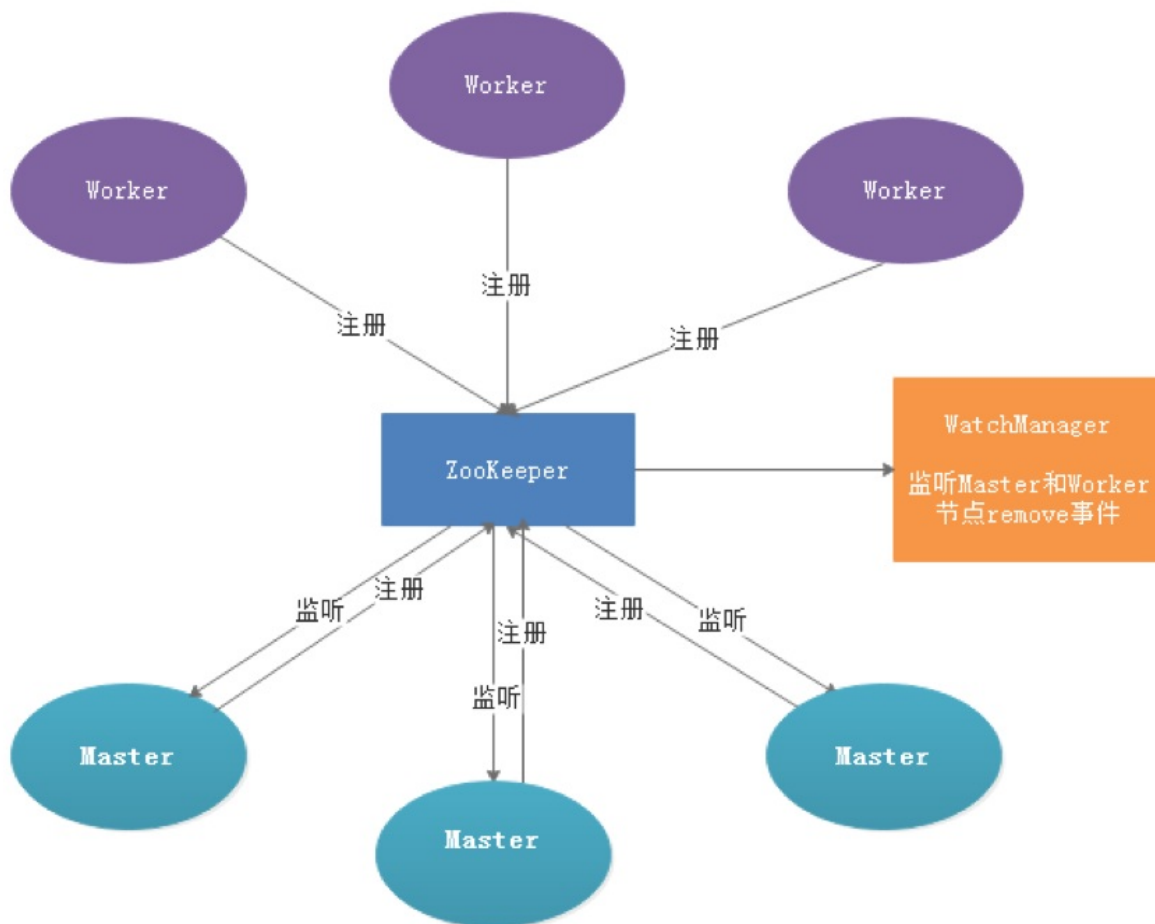 Worker
Worker
Worker
注册
注册
注册
ZooKeeper
WatchManager
监听Master和Worker
节点remove事件
监听
注册
注册
监听
注册
监听
Master
Master
Master